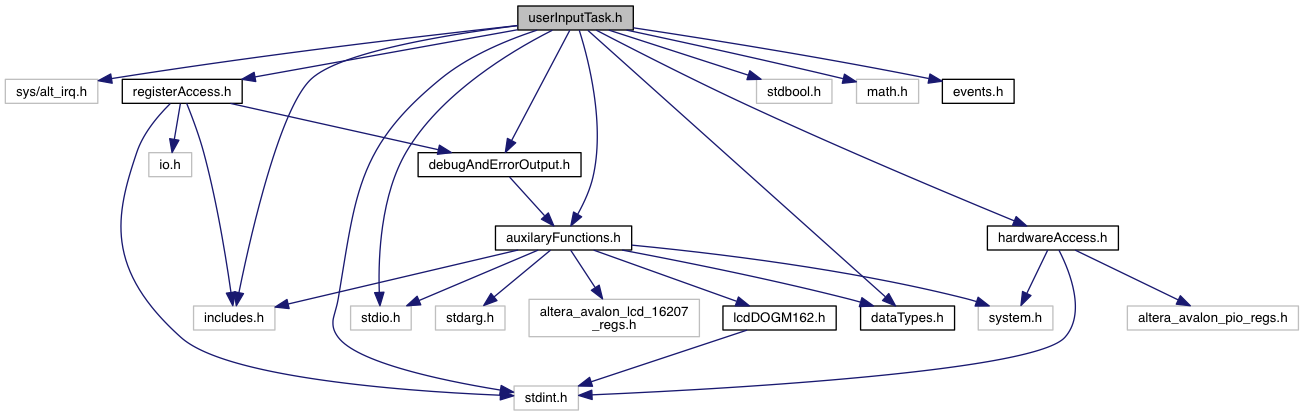 userInputTask.h
sys/alt_irq.h
registerAccess.h
stdbool.h
math.h
events.h
io.h
debugAndErrorOutput.h
auxilaryFunctions.h
hardwareAccess.h
includes.h
stdio.h
stdarg.h
altera_avalon_lcd_16207
_regs.h
lcdDOGM162.h
dataTypes.h
system.h
altera_avalon_pio_regs.h
stdint.h